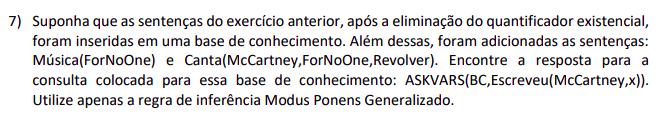 7) Suponha que as sentenças do exercício anterior, após a eliminação do quantificador existencial,
foram inseridas em uma base de conhecimento. Além dessas, foram adicionadas as sentenças:
Música(ForNoOne) e Canta(McCartney,ForNoOne,Revolver). Encontre a resposta para a
consulta colocada para essa base de conhecimento: ASKVARS(BC,Escreveu(McCartney,x)).
Utilize apenas a regra de inferência Modus Ponens Generalizado.